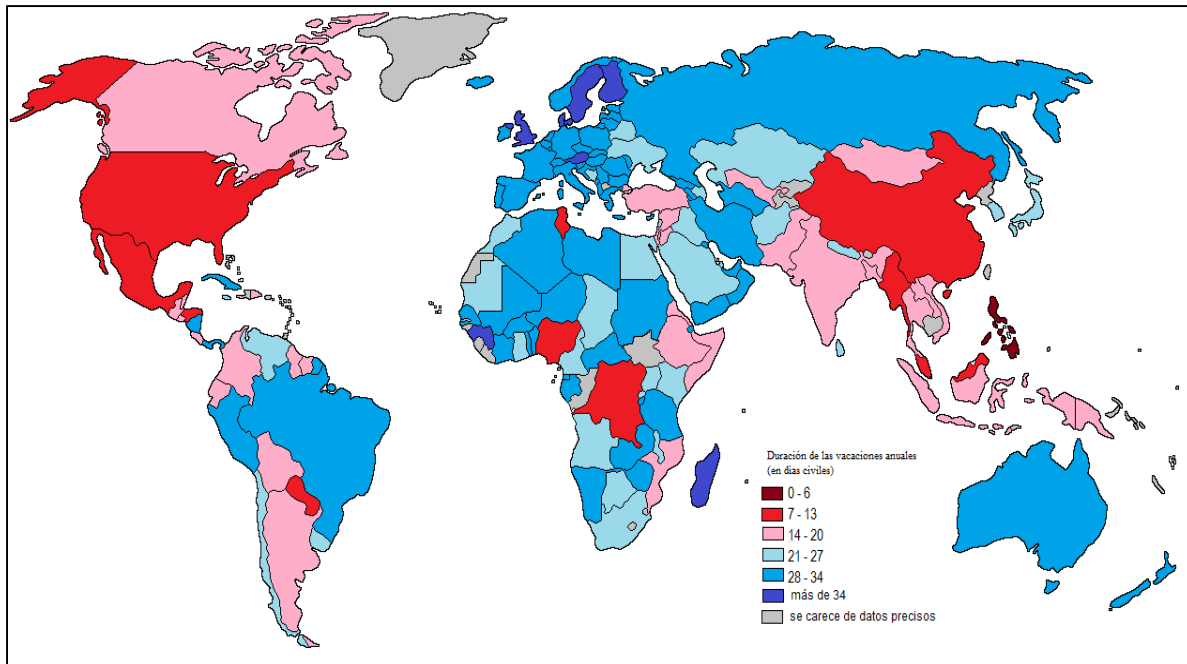 Duración de las vacaciones anuales
(en días civiles)
0 - 6
7 - 13
14 - 20
21 - 27
28 - 34
más de 34
se carece de datos precisos